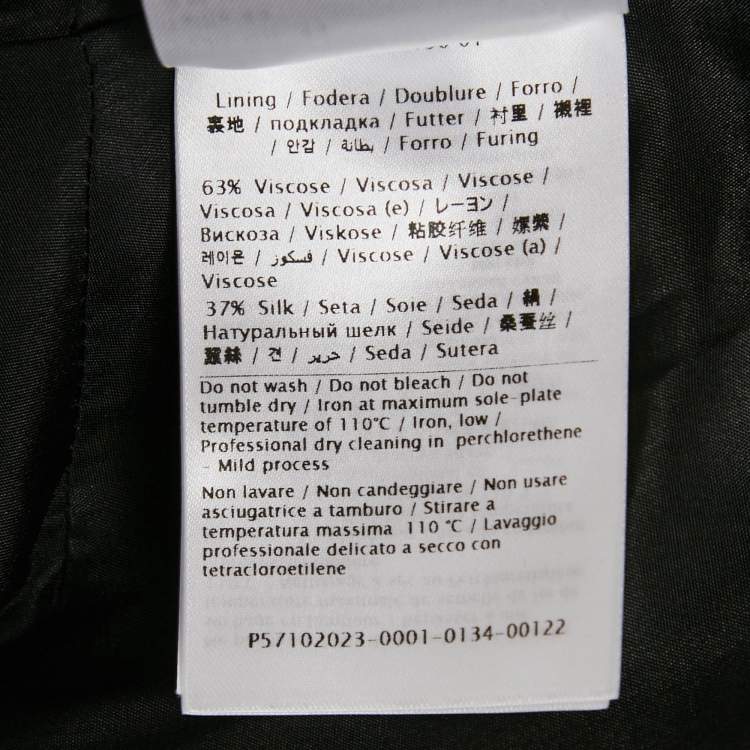 Lining / Fodera / Doublure / Forro /
裏地 / подкладка / Futter / 衬里 / 襯裡
/ 안감 / بطانة / Forro / Furing
63% Viscose / Viscosa / Viscose /
Viscosa / Viscosa (e) / レーヨン /
Вискоза / Viskose / 粘胶纤维 / 嫘縈 /
레이온 / فسكوز / Viscose / Viscose (a) /
Viscose
37% Silk / Seta / Soie / Seda / 絹 /
Натуральный шелк / Seide / 桑蚕丝 /
蠶絲 / 견 / حرير / Seda / Sutera
Do not wash / Do not bleach / Do not
tumble dry / Iron at maximum sole-plate
temperature of 110°C / Iron, low /
Professional dry cleaning in perchlorethene
- Mild process
Non lavare / Non candeggiare / Non usare
asciugatrice a tamburo / Stirare a
temperatura massima 110 °C / Lavaggio
professionale delicato a secco con
tetracloroetilene
P57102023-0001-0134-00122